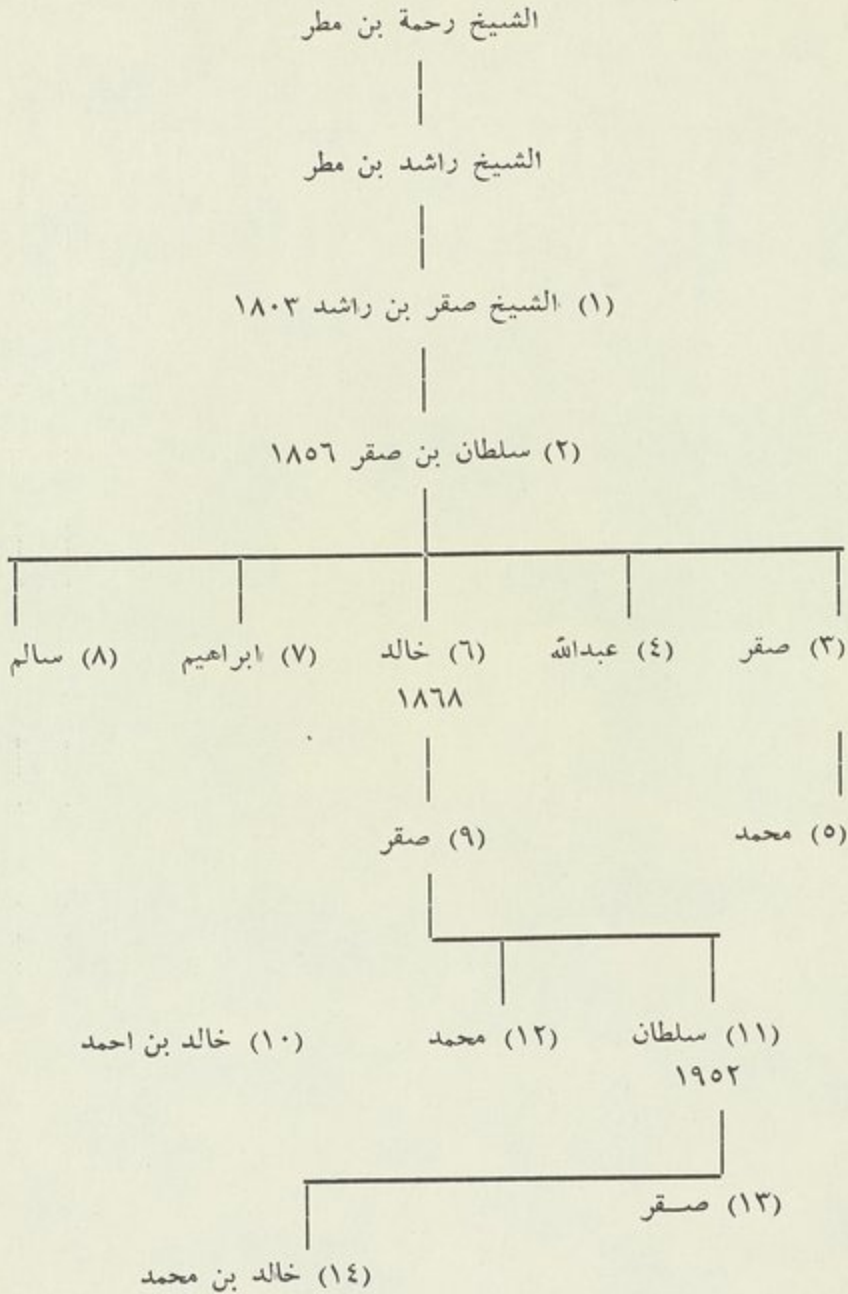 الشيخ رحمة بن مطر
الشيخ راشد بن مطر
(١) الشيخ صقر بن راشد ١٨٠٣
(٢) سلطان بن صقر ١٨٥٦
(٣) صقر (٤) عبدالله (٦) خالد (٧) ابراهيم (٨) سالم
١٨٦٨
(٥) محمد (٩) صقر
(١١) سلطان (١٢) محمد (١٠) خالد بن احمد
١٩٥٢
(١٣) صـــقر
(١٤) خالد بن محمد